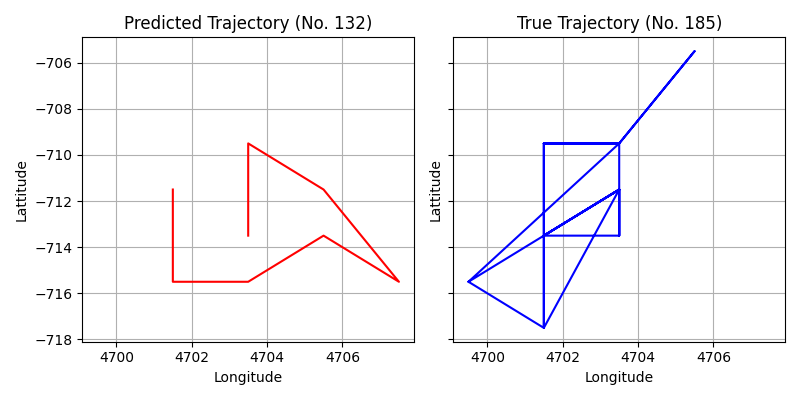 Predicted Trajectory (No. 132)
True Trajectory (No. 185)
−706
−708
−710
−712
−714
−716
−718
Lattitude
Lattitude
4700 4702 4704 4706
4700 4702 4704 4706
Longitude
Longitude